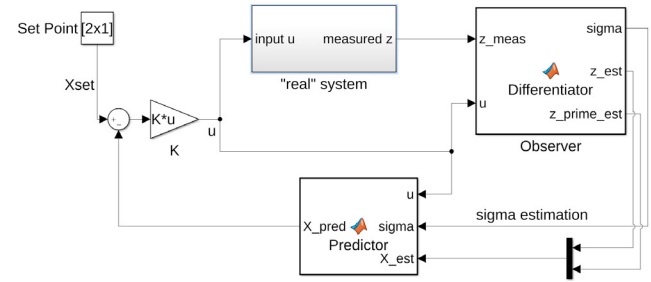 Set Point [2x1]
Xset
+
-
K*u
K
u
input u
measured z
"real" system
z_meas
u
sigma
z_est
z_prime_est
Differentiator
Observer
u
sigma
X_est
X_pred
Predictor
sigma estimation